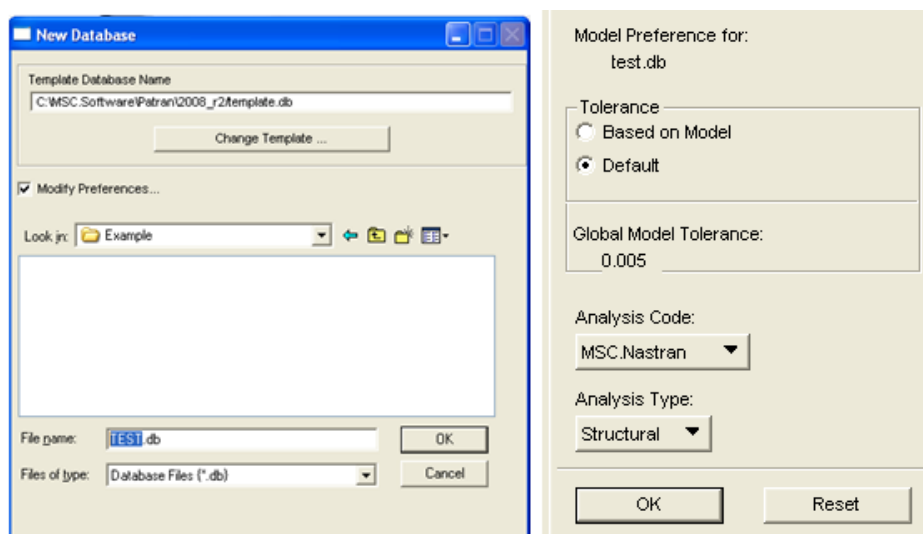 New Database
Template Database Name
C:\MSC.Software\Patran\2008_r2/template.db
Change Template ...
Modify Preferences...
Look in: Example
File name: TEST.db
OK
Files of type: Database Files (*.db)
Cancel
Model Preference for:
test.db
Tolerance
Based on Model
Default
Global Model Tolerance:
0.005
Analysis Code:
MSC.Nastran
Analysis Type:
Structural
OK
Reset